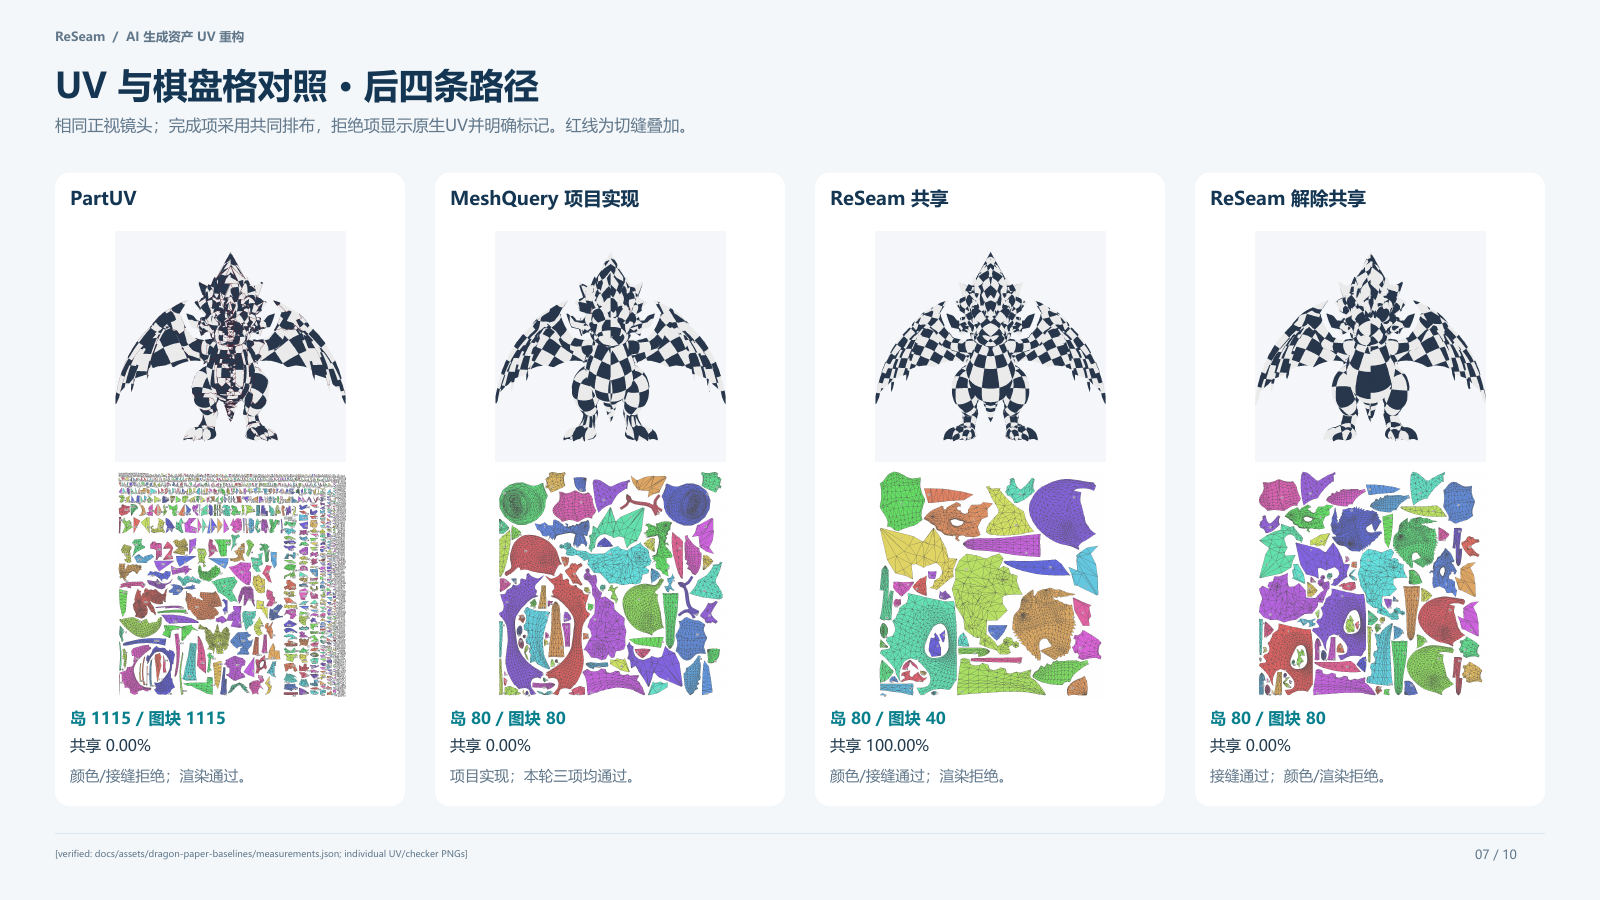 ReSeam / AI 生成资产 UV 重构
UV 与棋盘格对照 • 后四条路径
相同正视镜头；完成项采用共同排布，拒绝项显示原生UV并明确标记。红线为切缝叠加。
PartUV
岛 1115 / 图块 1115
共享 0.00%
颜色/接缝拒绝；渲染通过。
MeshQuery 项目实现
岛 80 / 图块 80
共享 0.00%
项目实现；本轮三项均通过。
ReSeam 共享
岛 80 / 图块 40
共享 100.00%
颜色/接缝通过；渲染拒绝。
ReSeam 解除共享
岛 80 / 图块 80
共享 0.00%
接缝通过；颜色/渲染拒绝。
[verified: docs/assets/dragon-paper-baselines/measurements.json; individual UV/checker PNGs]
07 / 10